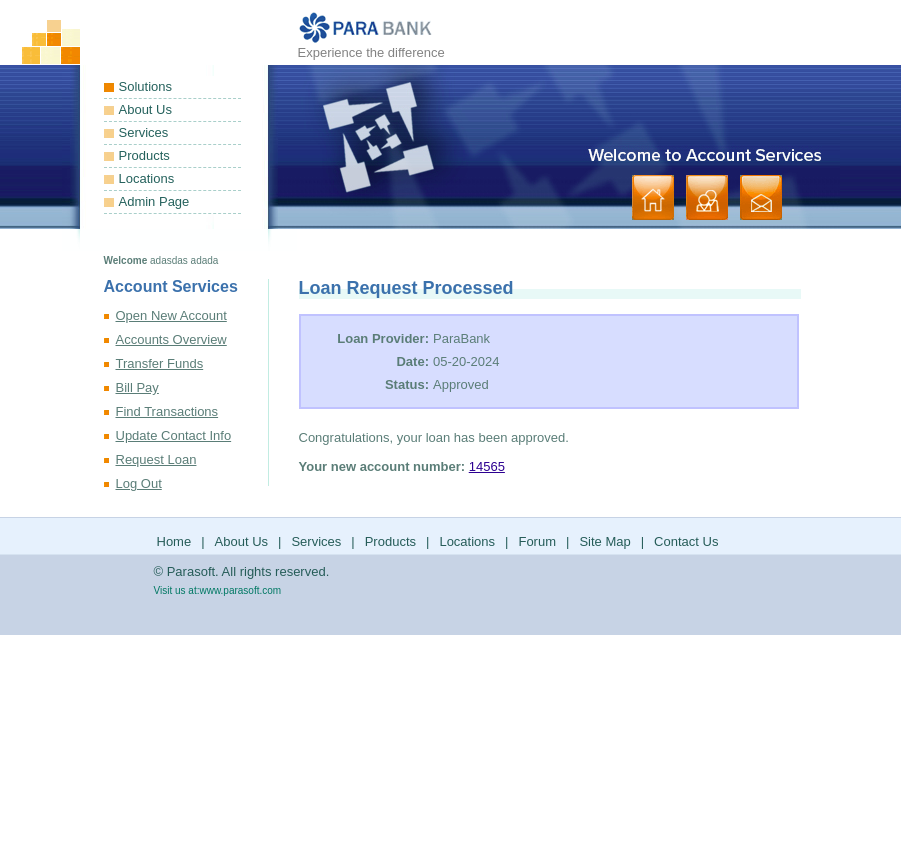 PARA BANK
Experience the difference
Solutions
About Us
Services
Products
Locations
Admin Page
Welcome to Account Services
Welcome adasdas adada
Account Services
Open New Account
Accounts Overview
Transfer Funds
Bill Pay
Find Transactions
Update Contact Info
Request Loan
Log Out
Loan Request Processed
Loan Provider: ParaBank
Date: 05-20-2024
Status: Approved
Congratulations, your loan has been approved.
Your new account number: 14565
Home | About Us | Services | Products | Locations | Forum | Site Map | Contact Us
© Parasoft. All rights reserved.
Visit us at:www.parasoft.com